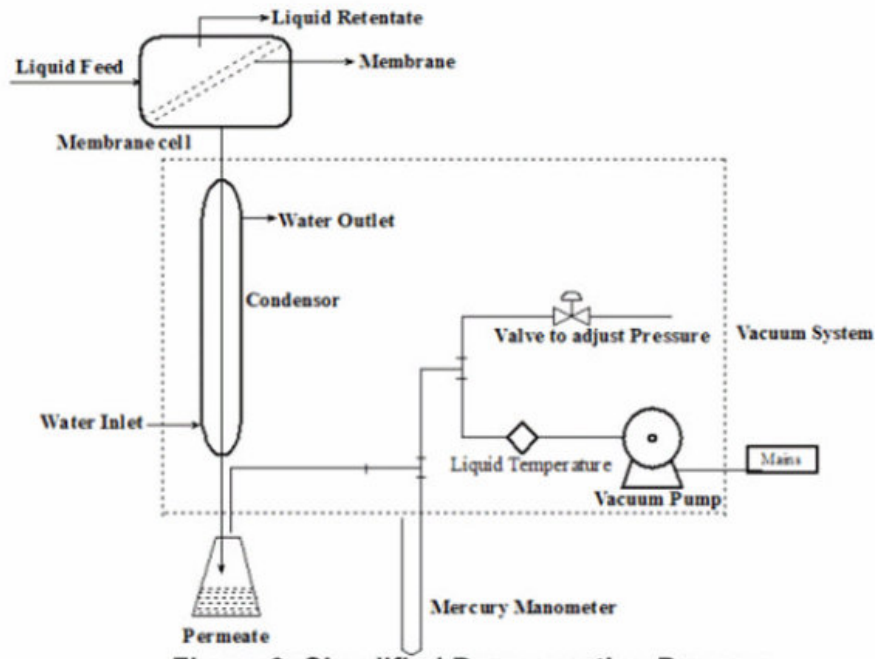 Liquid Retentate
Liquid Feed
Membrane
Membrane cell
Water Outlet
Condensor
Valve to adjust Pressure
Vacuum System
Water Inlet
Liquid Temperature
Mains
Vacuum Pump
Mercury Manometer
Permeate